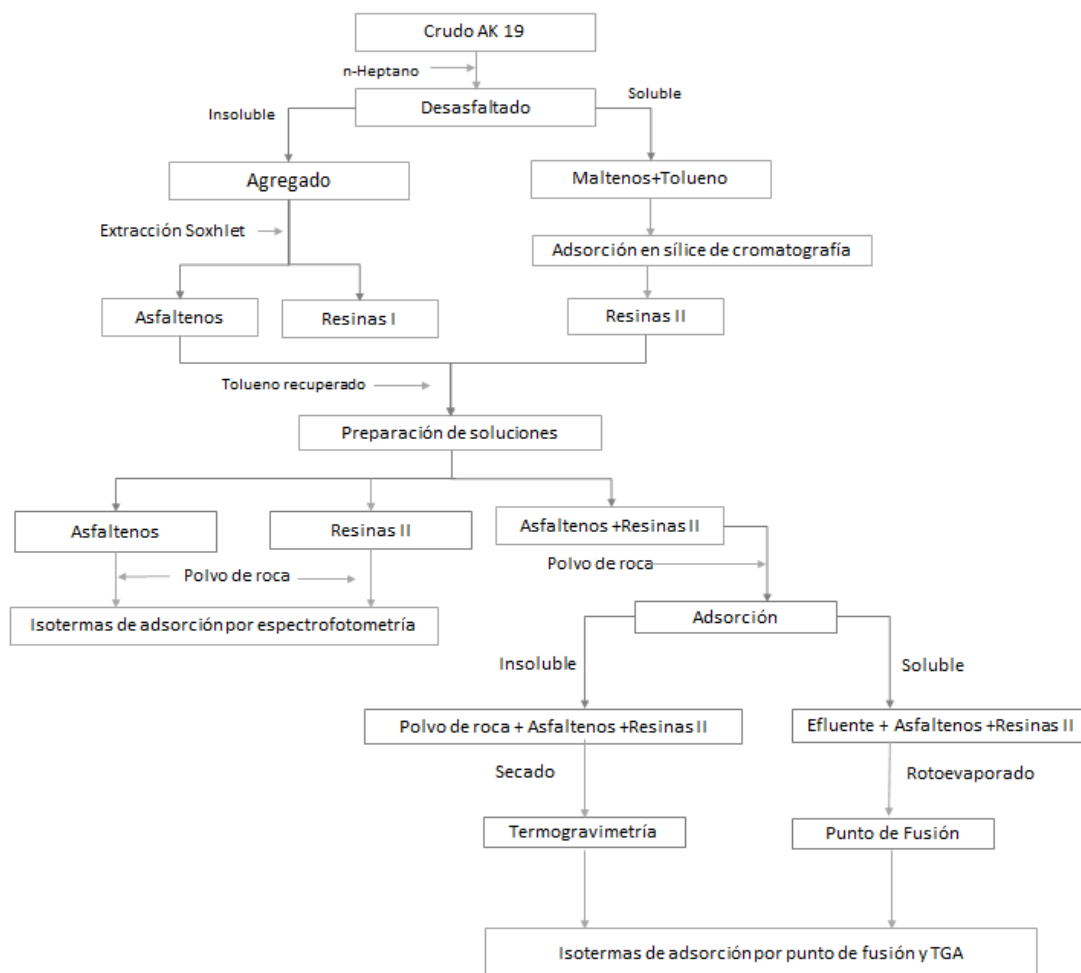 Crudo AK 19
n-Heptano
Desasfaltado
Insoluble
Soluble
Agregado
Maltenos+Tolueno
Extracción Soxhlet
Adsorción en sílice de cromatografía
Asfaltenos
Resinas I
Resinas II
Tolueno recuperado
Preparación de soluciones
Asfaltenos
Resinas II
Asfaltenos +Resinas II
Polvo de roca
Polvo de roca
Isotermas de adsorción por espectrofotometría
Adsorción
Insoluble
Soluble
Polvo de roca + Asfaltenos +Resinas II
Efluente + Asfaltenos +Resinas II
Secado
Rotoevaporado
Termogravimetría
Punto de Fusión
Isotermas de adsorción por punto de fusión y TGA